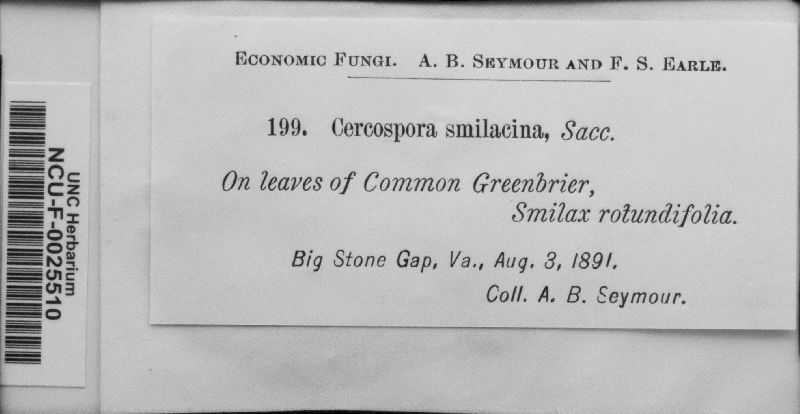 Economic Fungi. A. B. Seymour and F. S. Earle.
199. Cercospora smilacina, Sacc.
On leaves of Common Greenbrier,
Smilax rotundifolia.
Big Stone Gap, Va., Aug. 3, 1891.
Coll. A. B. Seymour.
UNC Herbarium
NCU-F-0025510